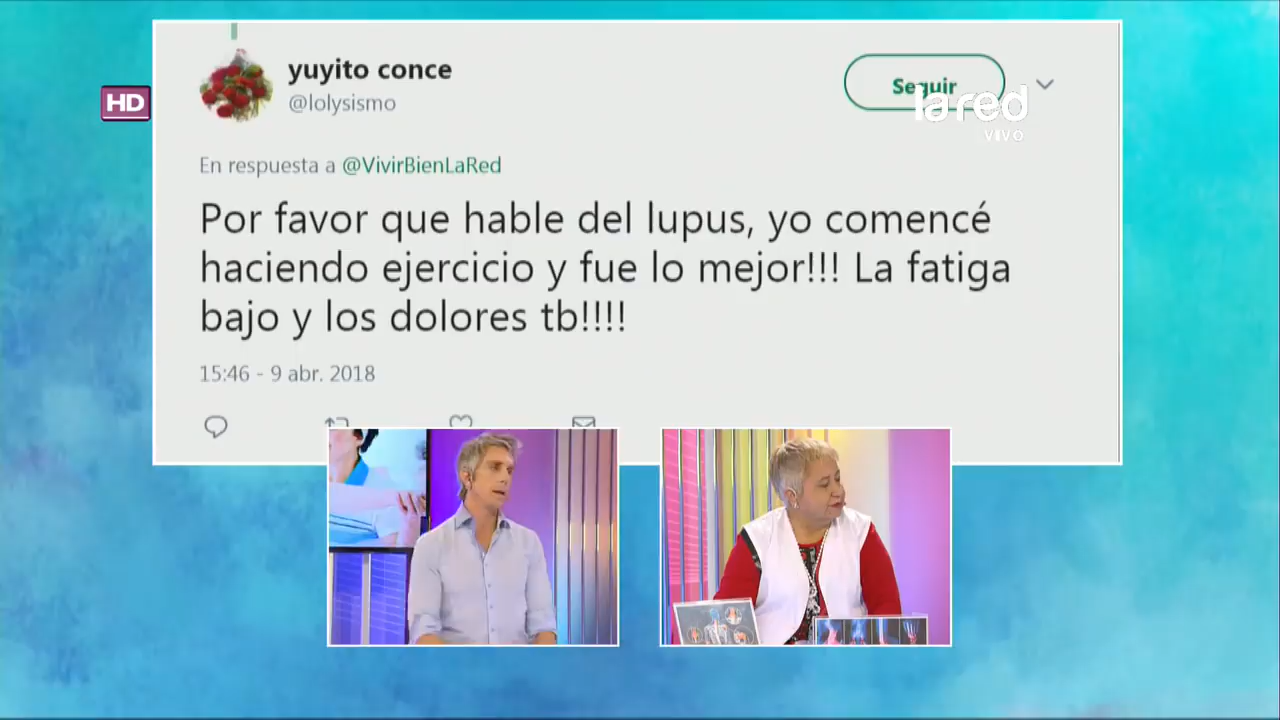 yuyito conce
@lolysismo
HD
Seguir
la red
VIVO
En respuesta a @VivirBienLaRed
Por favor que hable del lupus, yo comencé
haciendo ejercicio y fue lo mejor!!! La fatiga
bajo y los dolores tb!!!!
15:46 - 9 abr. 2018